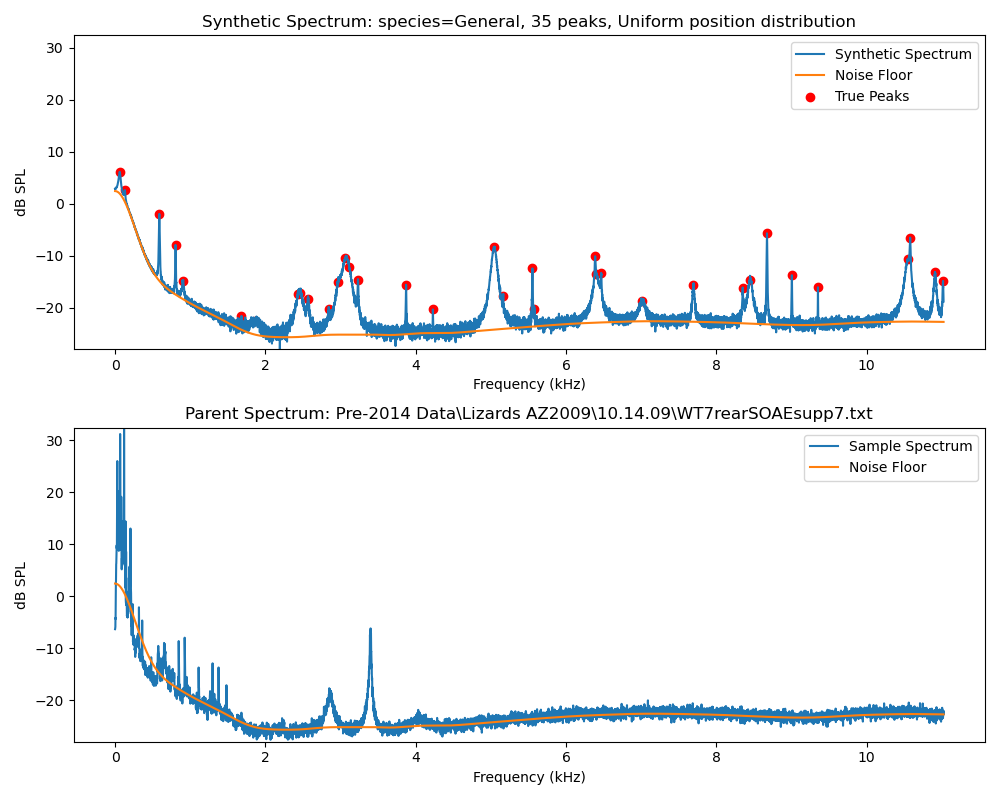 Synthetic Spectrum: species=General, 35 peaks, Uniform position distribution
30
20
10
0
−10
−20
dB SPL
Synthetic Spectrum
Noise Floor
True Peaks
0 2 4 6 8 10
Frequency (kHz)
Parent Spectrum: Pre-2014 Data\Lizards AZ2009\10.14.09\WT7rearSOAEsupp7.txt
30
20
10
0
−10
−20
dB SPL
Sample Spectrum
Noise Floor
0 2 4 6 8 10
Frequency (kHz)